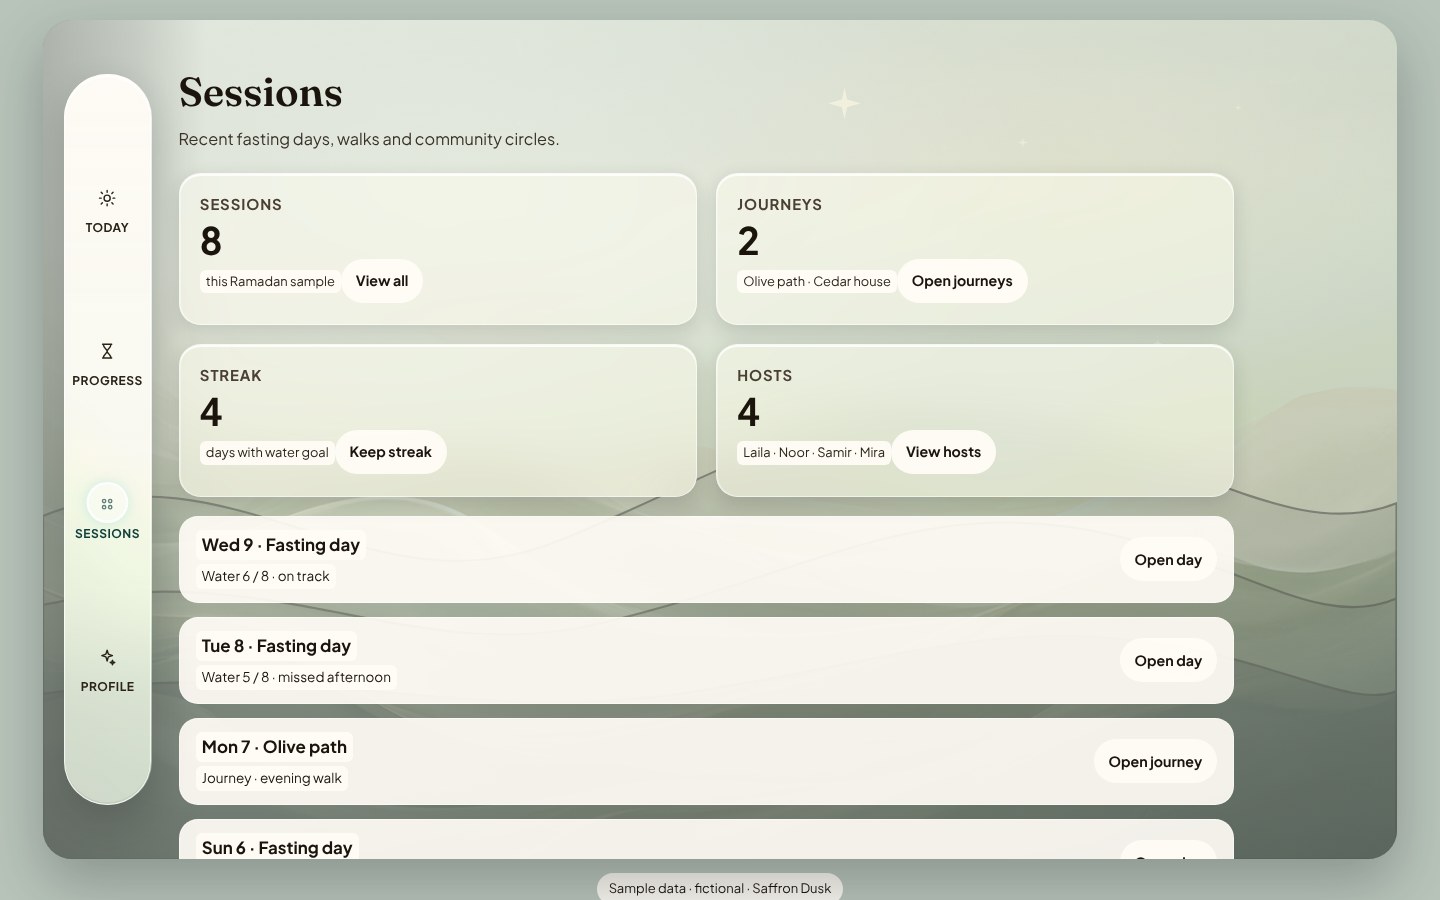 Sessions
Recent fasting days, walks and community circles.
TODAY
PROGRESS
SESSIONS
PROFILE
SESSIONS
8
this Ramadan sample
View all
JOURNEYS
2
Olive path · Cedar house
Open journeys
STREAK
4
days with water goal
Keep streak
HOSTS
4
Laila · Noor · Samir · Mira
View hosts
Wed 9 · Fasting day
Water 6 / 8 · on track
Open day
Tue 8 · Fasting day
Water 5 / 8 · missed afternoon
Open day
Mon 7 · Olive path
Journey · evening walk
Open journey
Sun 6 · Fasting day
Sample data · fictional · Saffron Dusk